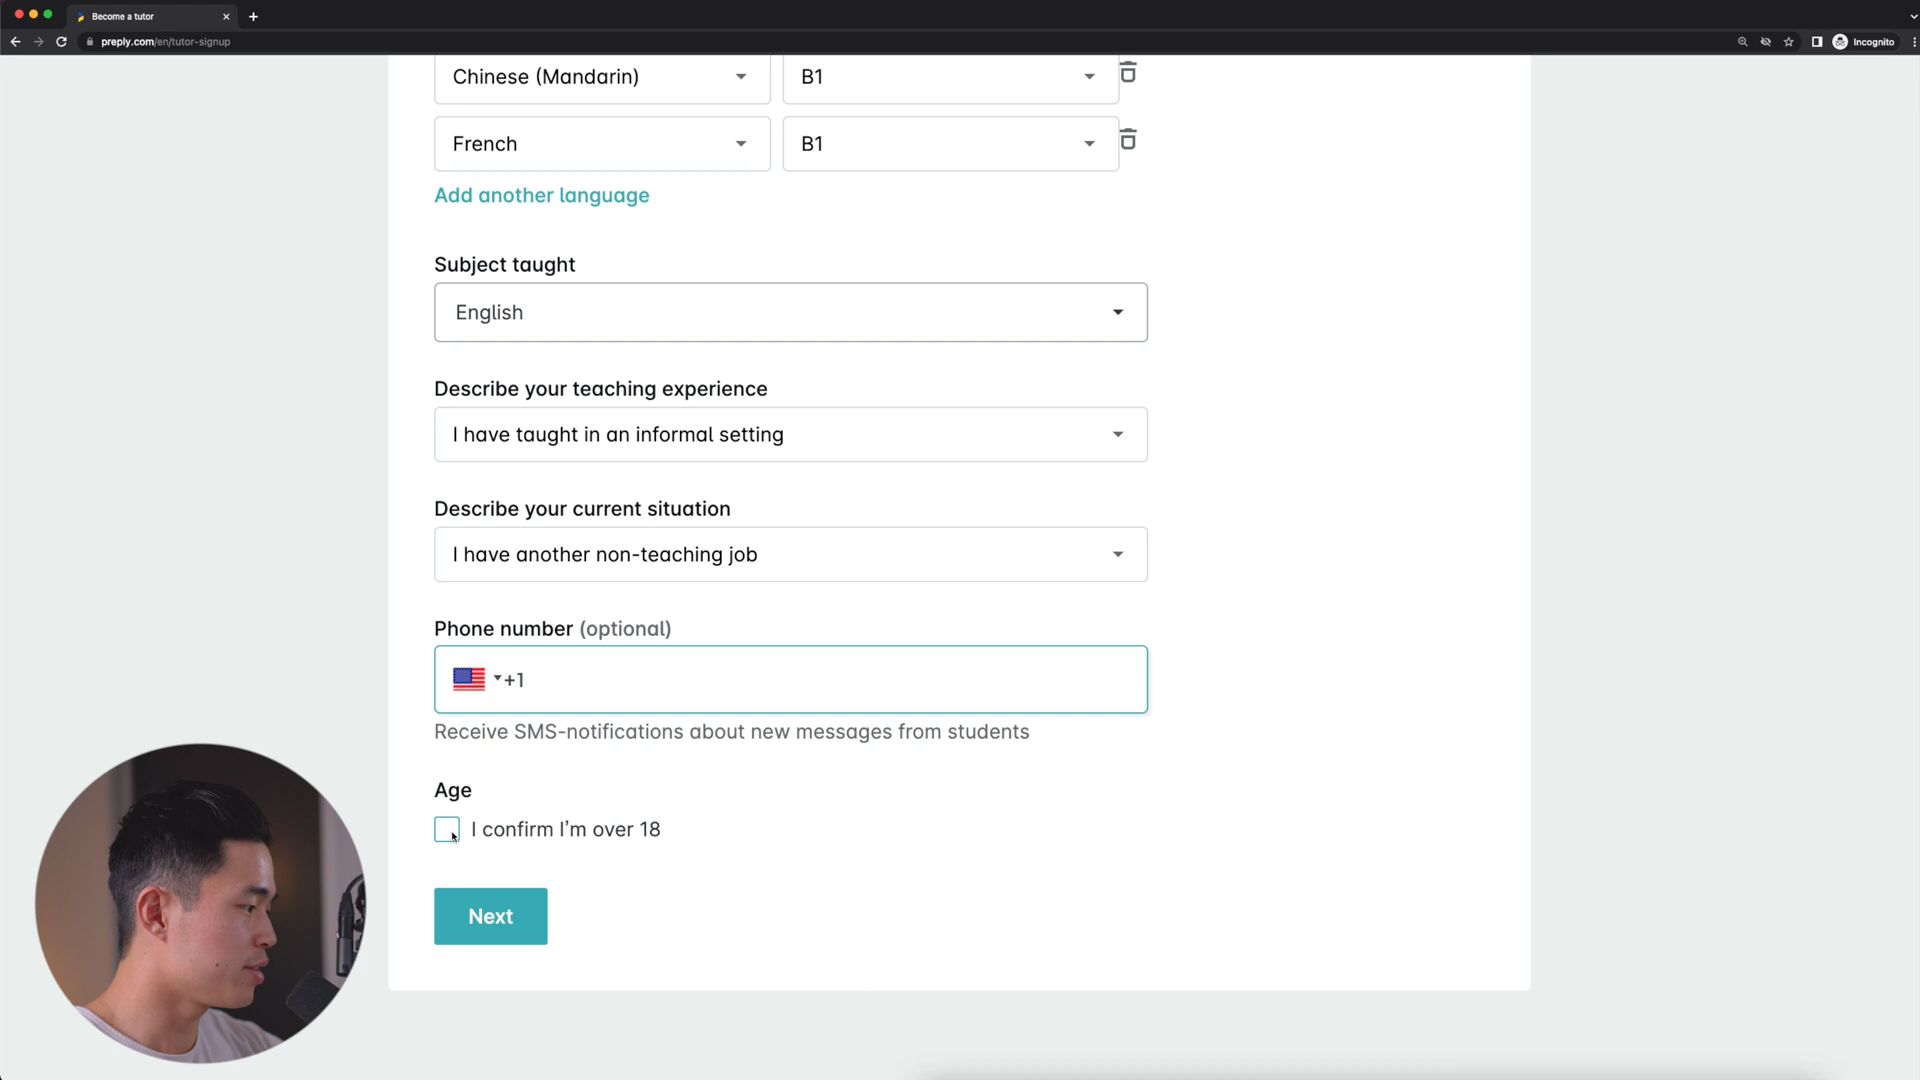 Become a tutor
preply.com/en/tutor-signup
Incognito
Chinese (Mandarin)
B1
French
B1
Add another language
Subject taught
English
Describe your teaching experience
I have taught in an informal setting
Describe your current situation
I have another non-teaching job
Phone number (optional)
+1
Receive SMS-notifications about new messages from students
Age
I confirm I’m over 18
Next